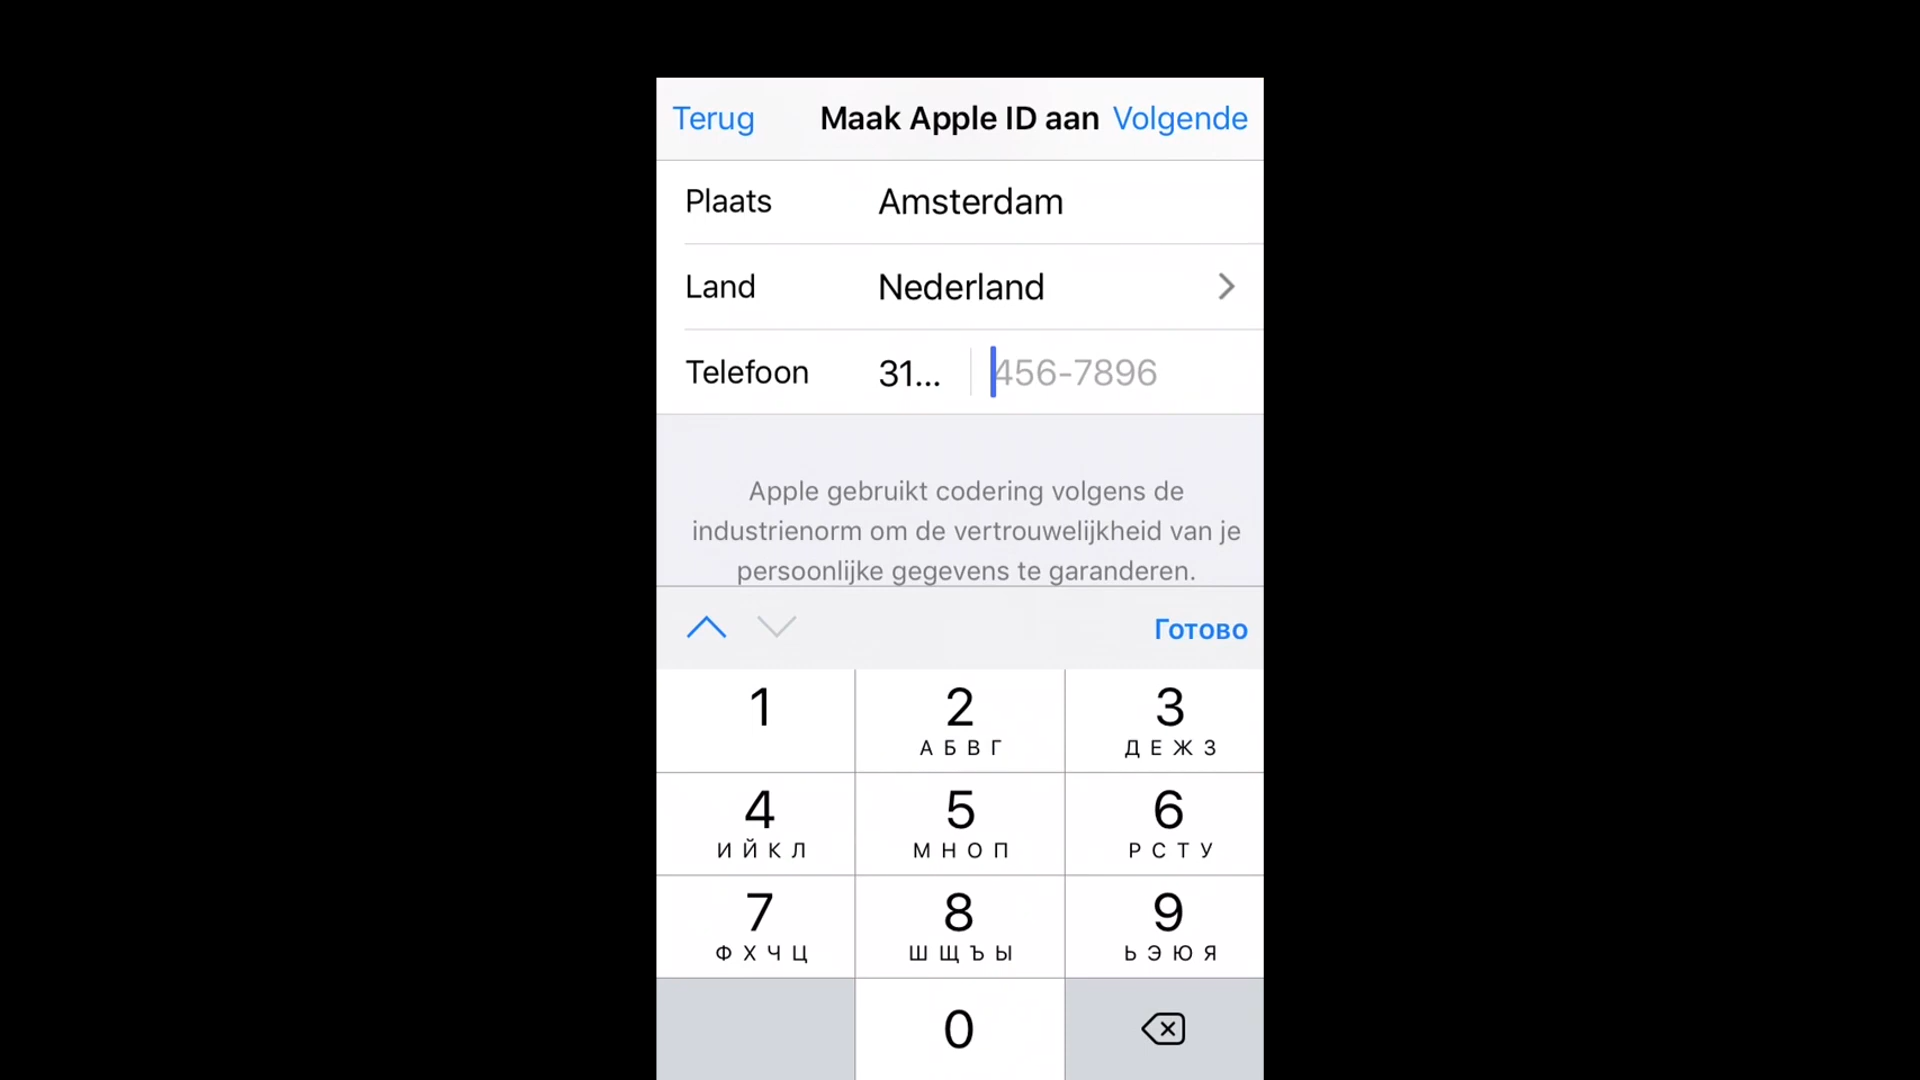 Terug Maak Apple ID aan Volgende
Plaats Amsterdam
Land Nederland
Telefoon 31... 456-7896
Apple gebruikt codering volgens de
industrienorm om de vertrouwelijkheid van je
persoonlijke gegevens te garanderen.
Готово
1 2 3
А Б В Г Д Е Ж З
4 5 6
И Й К Л М Н О П Р С Т У
7 8 9
Ф Х Ч Ц Ш Щ Ъ Ы Ь Э Ю Я
0